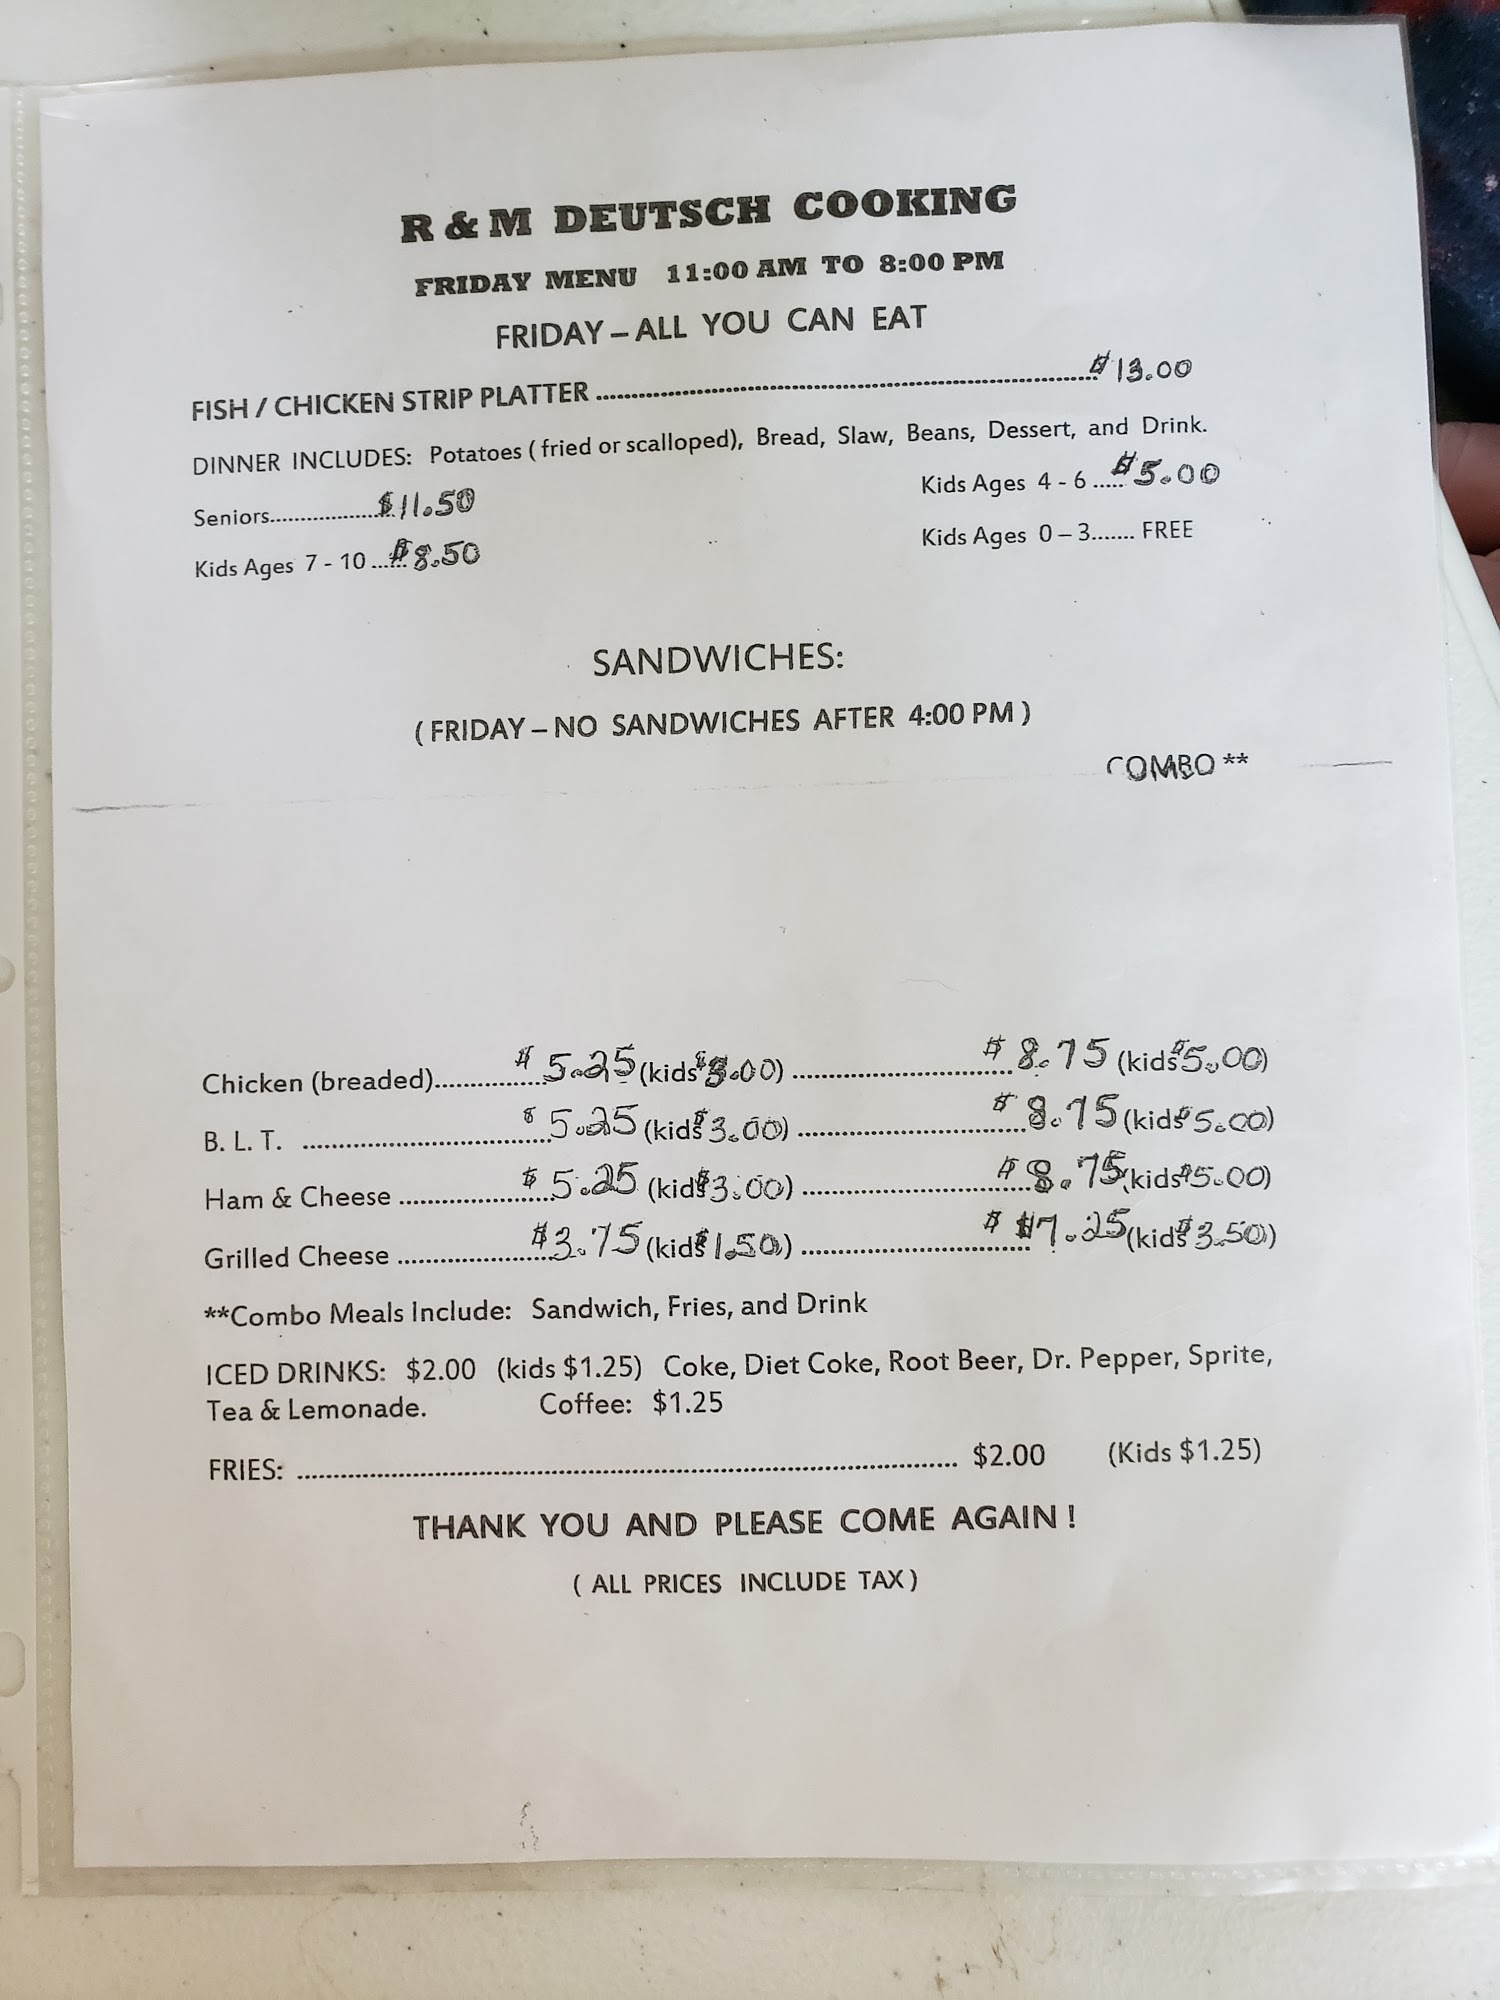 R & M DEUTSCH COOKING
FRIDAY MENU 11:00 AM TO 8:00 PM
FRIDAY – ALL YOU CAN EAT
FISH / CHICKEN STRIP PLATTER ........ $13.00
DINNER INCLUDES: Potatoes ( fried or scalloped), Bread, Slaw, Beans, Dessert, and Drink.
Seniors........ $11.50 Kids Ages 4 - 6 ..... $5.00
Kids Ages 7 - 10 ...... $8.50 Kids Ages 0 – 3....... FREE
SANDWICHES:
( FRIDAY – NO SANDWICHES AFTER 4:00 PM )
COMBO **
Chicken (breaded)........ $5.25 (kids $3.00) ........ $8.75 (kids $5.00)
B. L. T. ........ $5.25 (kids $3.00) ........ $8.75 (kids $5.00)
Ham & Cheese ........ $5.25 (kids $3.00) ........ $8.75 (kids $5.00)
Grilled Cheese ........ $3.75 (kids $1.50) ........ $ $7.25 (kids $3.50)
**Combo Meals Include: Sandwich, Fries, and Drink
ICED DRINKS: $2.00 (kids $1.25) Coke, Diet Coke, Root Beer, Dr. Pepper, Sprite,
Tea & Lemonade. Coffee: $1.25
FRIES: ........ $2.00 (Kids $1.25)
THANK YOU AND PLEASE COME AGAIN !
( ALL PRICES INCLUDE TAX )